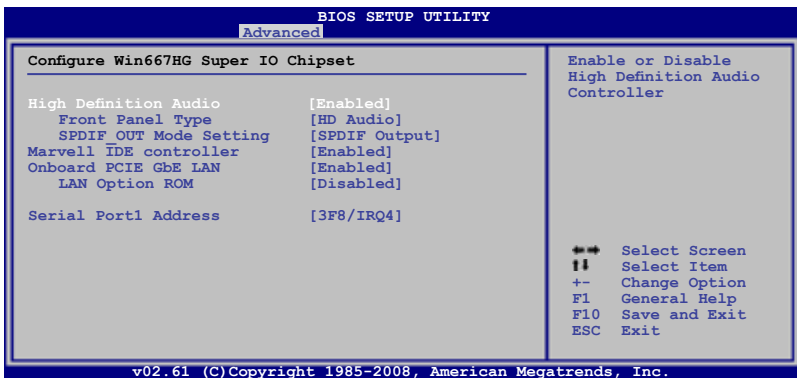 BIOS SETUP UTILITY
Advanced
Configure Win667HG Super IO Chipset
High Definition Audio [Enabled]
Front Panel Type [HD Audio]
SPDIF_OUT Mode Setting [SPDIF Output]
Marvell IDE controller [Enabled]
Onboard PCIE GbE LAN [Enabled]
LAN Option ROM [Disabled]
Serial Port1 Address [3F8/IRQ4]
Enable or Disable
High Definition Audio
Controller
←→ Select Screen
↑↓ Select Item
+- Change Option
F1 General Help
F10 Save and Exit
ESC Exit
v02.61 (C)Copyright 1985-2008, American Megatrends, Inc.